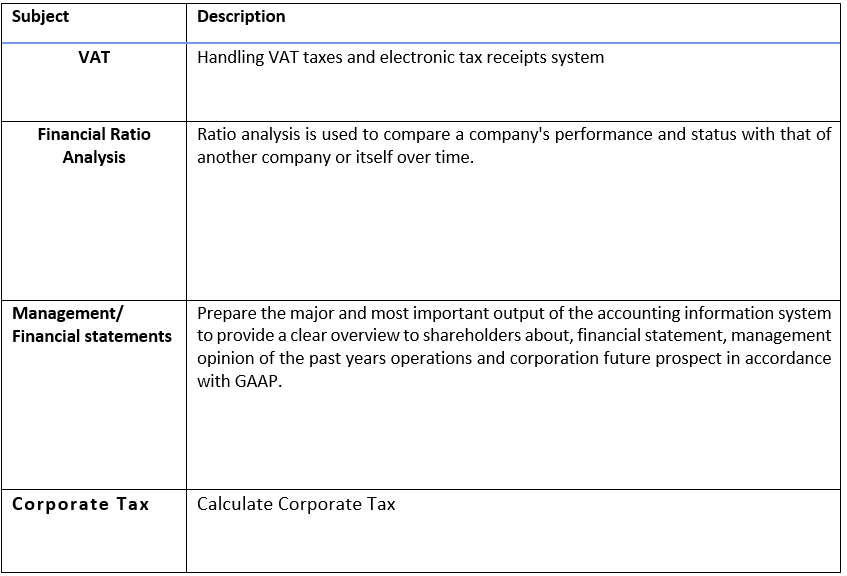 Subject
Description
VAT
Handling VAT taxes and electronic tax receipts system
Financial Ratio
Analysis
Ratio analysis is used to compare a company's performance and status with that of
another company or itself over time.
Management/
Financial statements
Prepare the major and most important output of the accounting information system
to provide a clear overview to shareholders about, financial statement, management
opinion of the past years operations and corporation future prospect in accordance
with GAAP.
Corporate Tax
Calculate Corporate Tax